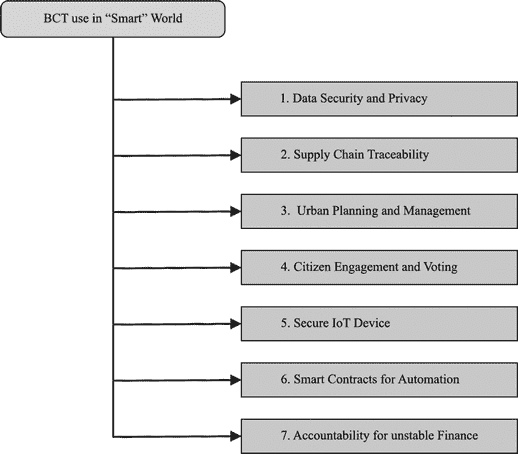 BCT use in “Smart” World
1. Data Security and Privacy
2. Supply Chain Traceability
3. Urban Planning and Management
4. Citizen Engagement and Voting
5. Secure IoT Device
6. Smart Contracts for Automation
7. Accountability for unstable Finance